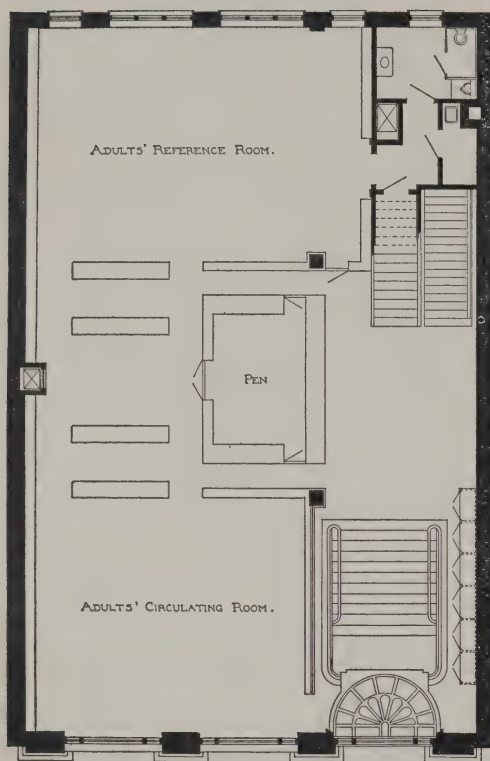 ADULTS' REFERENCE ROOM.
PEN
ADULTS' CIRCULATING ROOM.